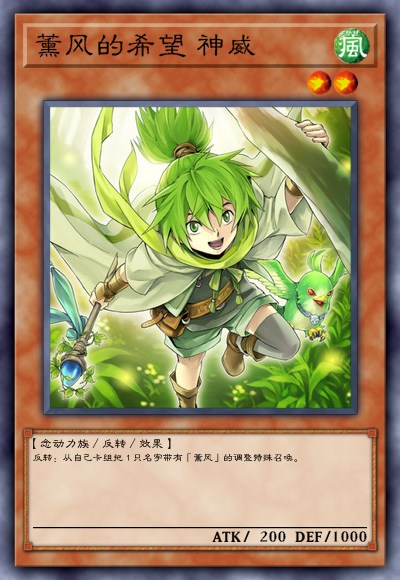 薰风的希望 神威
風
【念动力族／反转／效果】
反转：从自己卡组把1只名字带有「薰风」的调整特殊召唤。
ATK/ 200 DEF/1000